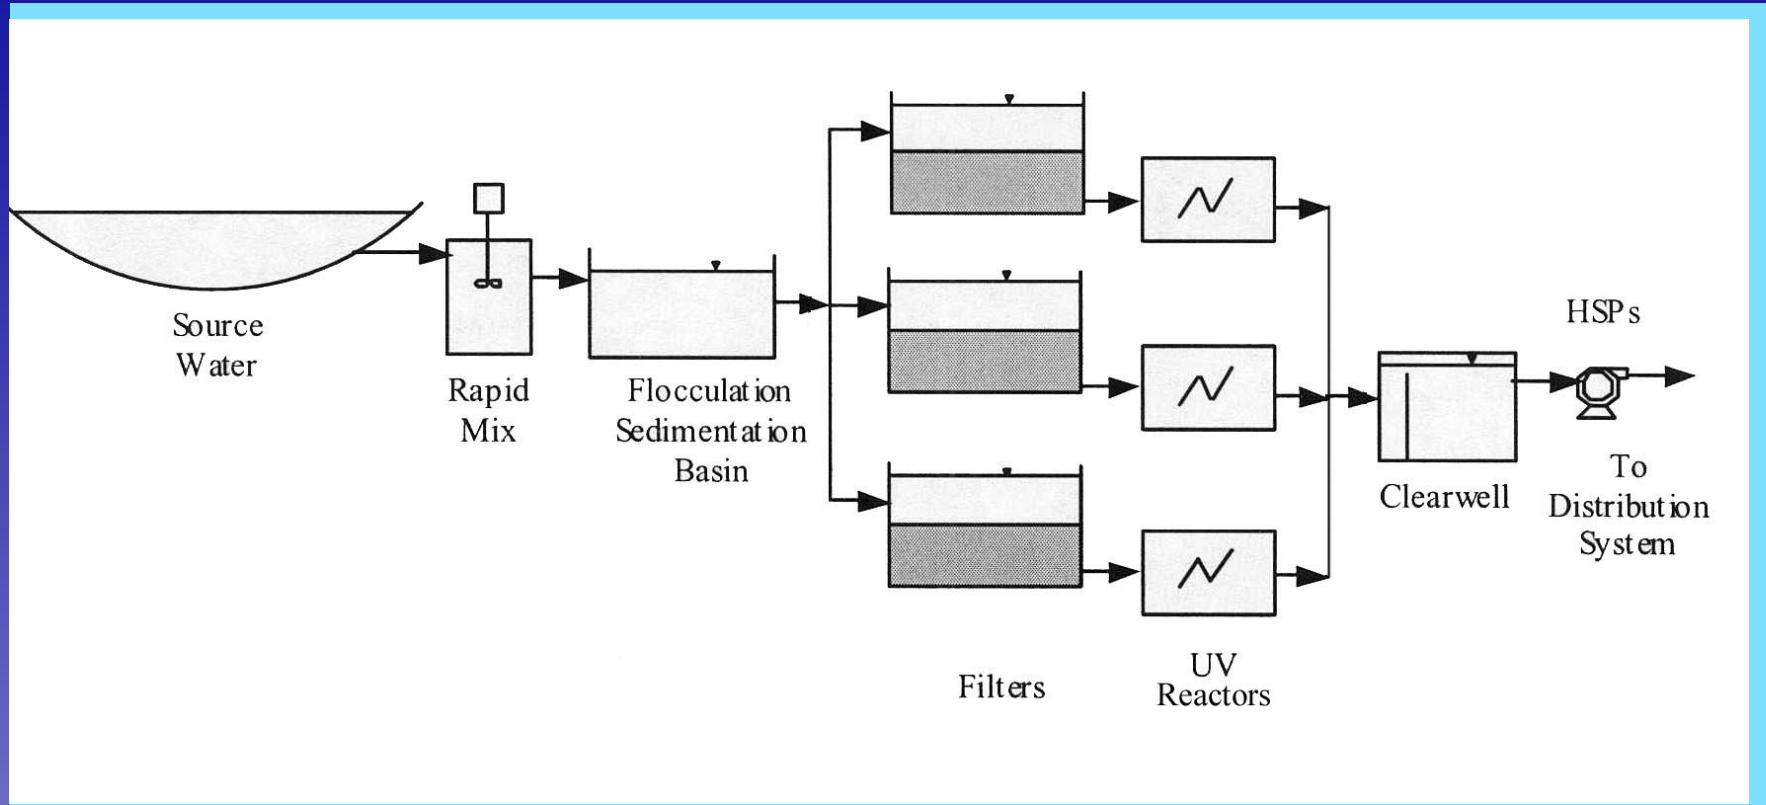 Source
Water
Rapid
Mix
Flocculation
Sedimentation
Basin
Filters
UV
Reactors
Clearwell
HSPs
To
Distribution
System